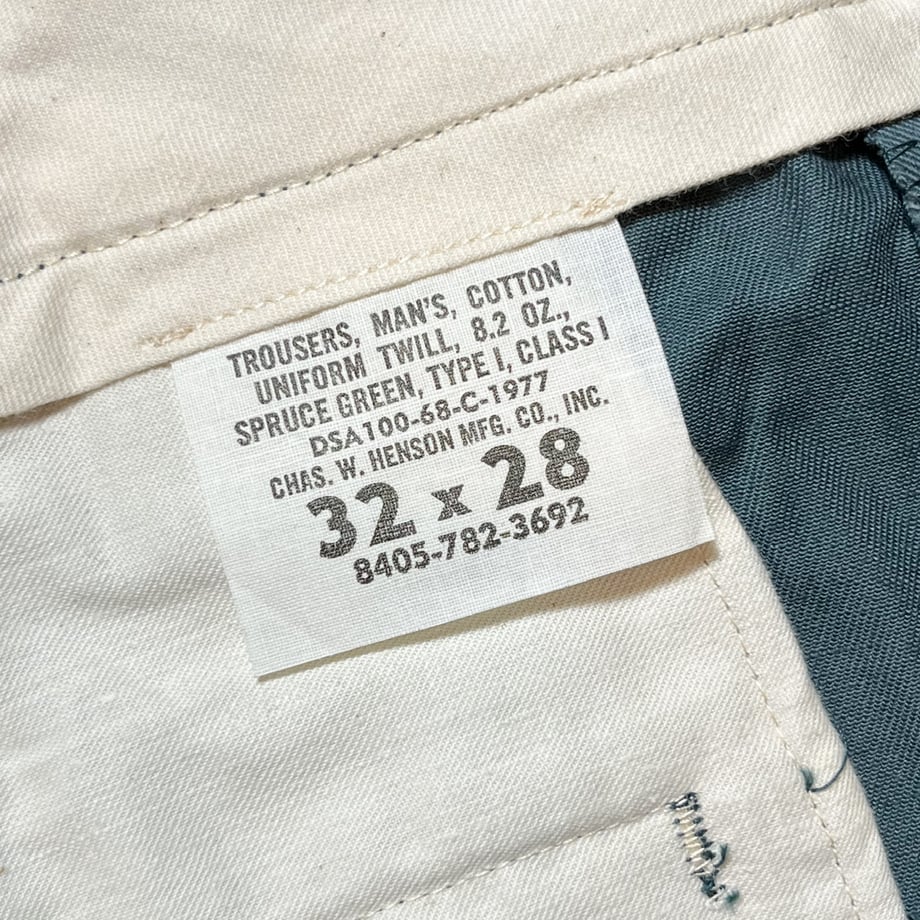 TROUSERS, MAN'S, COTTON,
UNIFORM TWILL, 8.2 OZ.,
SPRUCE GREEN, TYPE I, CLASS I
DSA100-68-C-1977
CHAS. W. HENSON MFG. CO., INC.
32 x 28
8405-782-3692